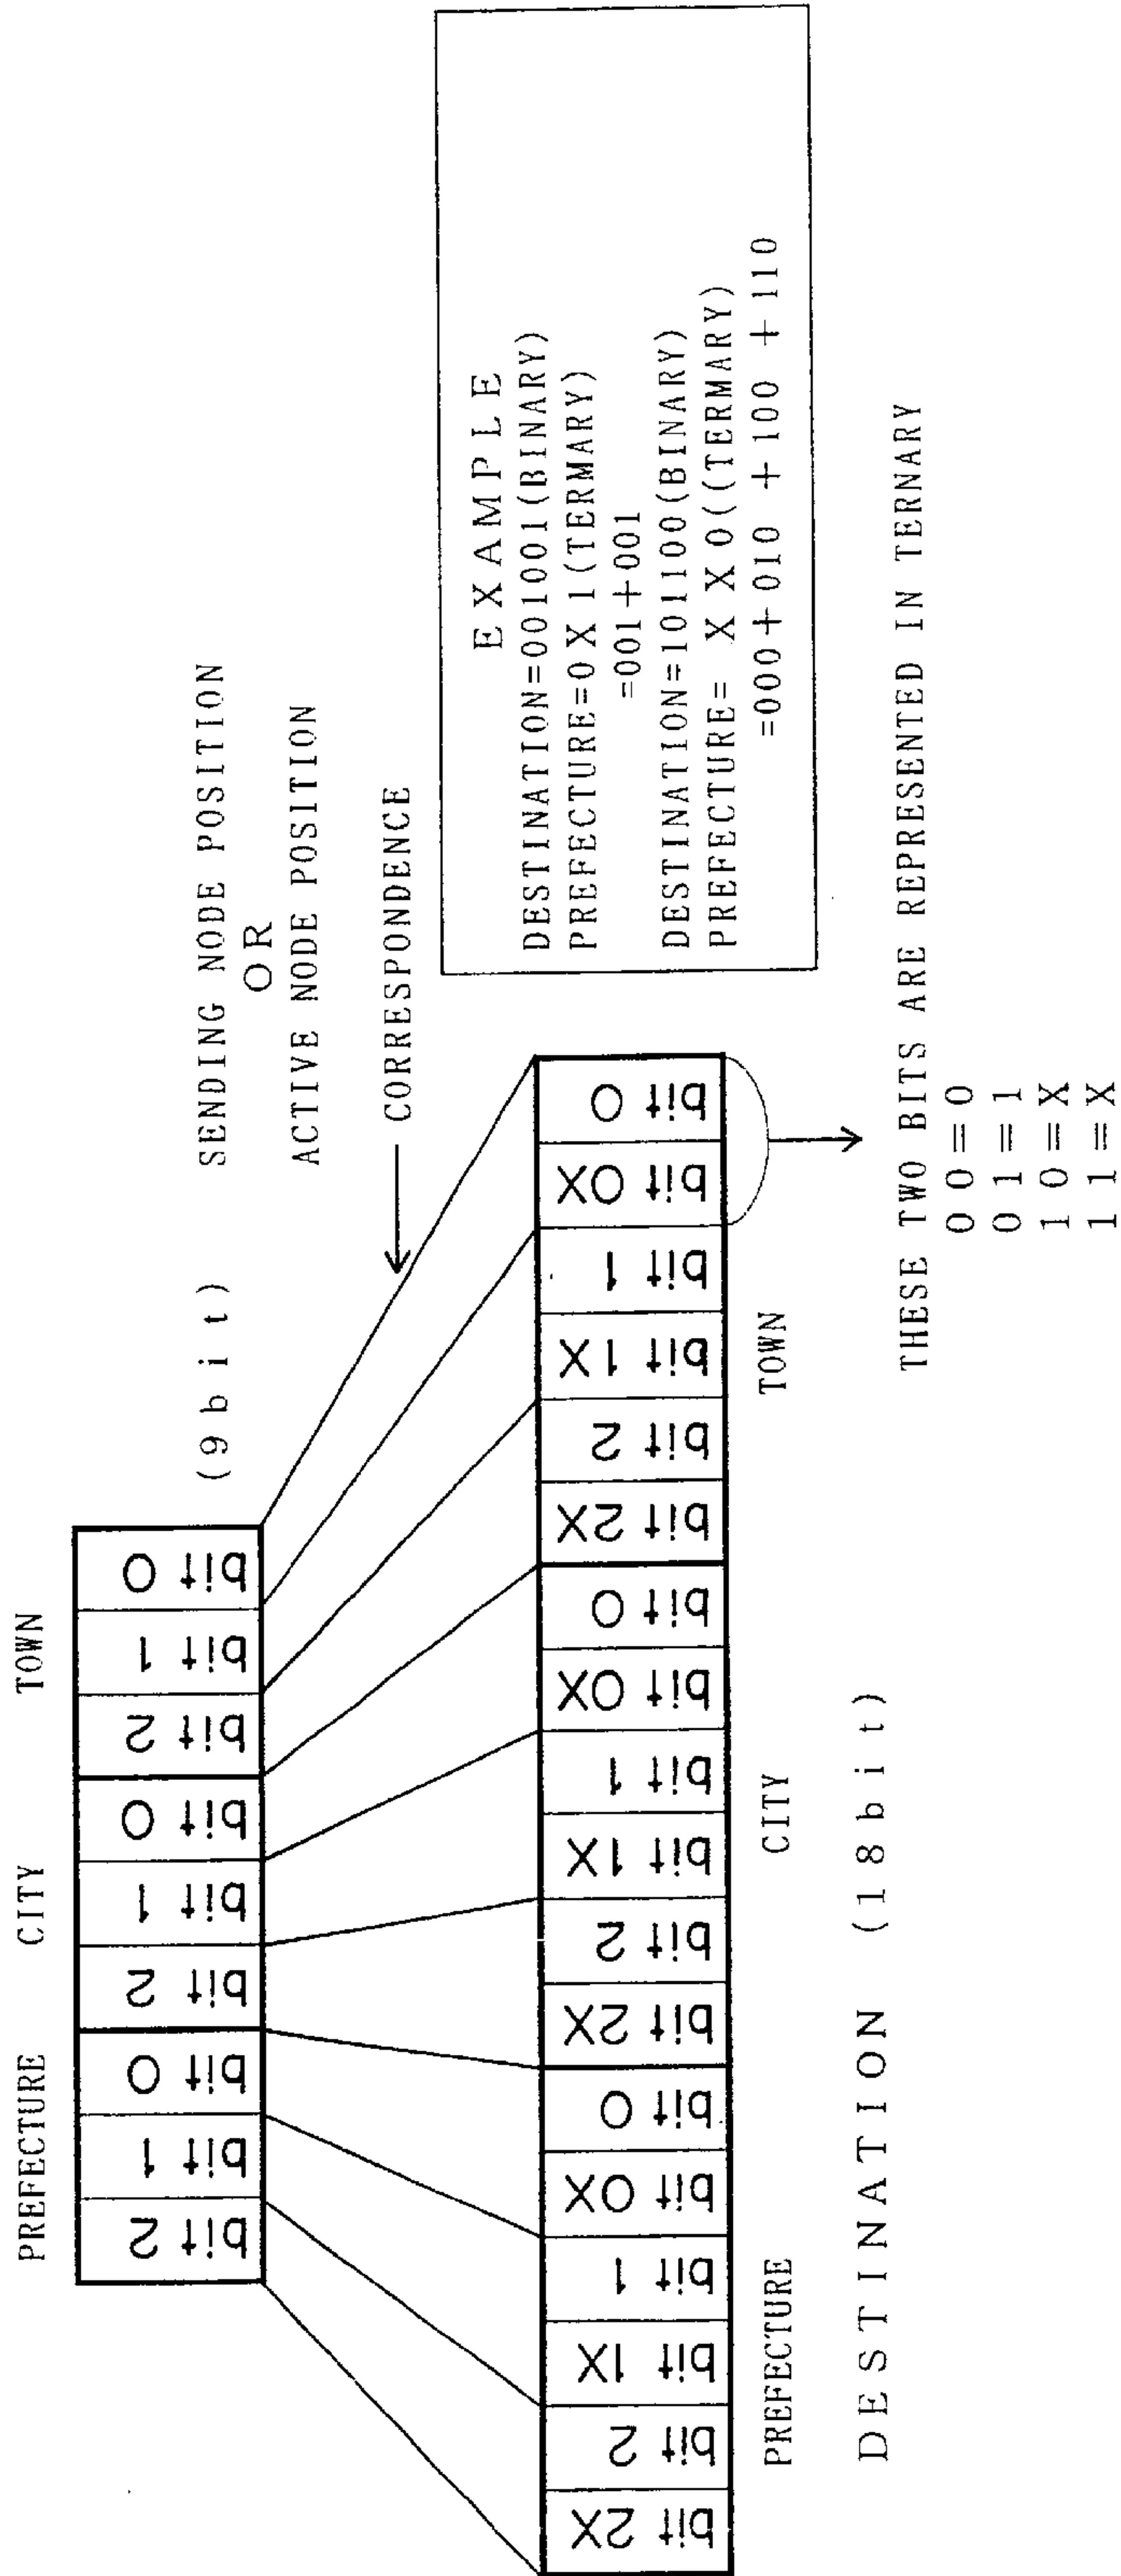 PREFECTURE CITY TOWN
bit 2
bit 1
bit 0
bit 2
bit 1
bit 0
bit 2
bit 1
bit 0
(9bit)
SENDING NODE POSITION
OR
ACTIVE NODE POSITION
CORRESPONDENCE
bit 2X
bit 2
bit 1X
bit 1
bit 0X
bit 0
bit 2X
bit 2
bit 1X
bit 1
bit 0X
bit 0
bit 2X
bit 2
bit 1X
bit 1
bit 0X
bit 0
PREFECTURE CITY TOWN
DESTINATION (18bit)
EXAMPLE
DESTINATION=001001(BINARY)
PREFECTURE=0X1(TERMARY)
=001+001
DESTINATION=101100(BINARY)
PREFECTURE= XX0((TERMARY)
=000+010 +100 +110
THESE TWO BITS ARE REPRESENTED IN TERNARY
00=0
01=1
10=X
11=X